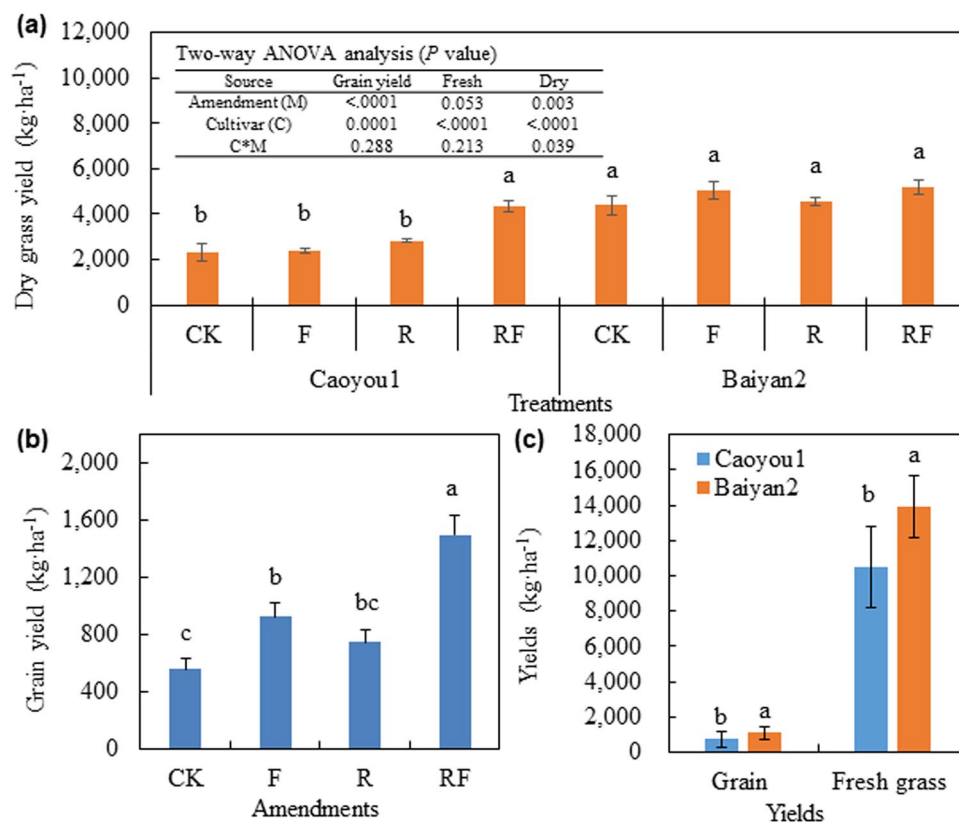 (a)
Dry grass yield (kg·ha⁻¹)
12,000
10,000
8,000
6,000
4,000
2,000
0
Two-way ANOVA analysis (P value)
Source Grain yield Fresh Dry
Amendment (M) <.0001 0.053 0.003
Cultivar (C) 0.0001 <.0001 <.0001
C*M 0.288 0.213 0.039
b b b a a a a a
CK F R RF CK F R RF
Caoyou1 Baiyan2
Treatments
(b)
Grain yield (kg·ha⁻¹)
2,000
1,600
1,200
800
400
0
c b bc a
CK F R RF
Amendments
(c)
Yields (kg·ha⁻¹)
18,000
16,000
14,000
12,000
10,000
8,000
6,000
4,000
2,000
0
Caoyou1
Baiyan2
b a b a
Grain Fresh grass
Yields